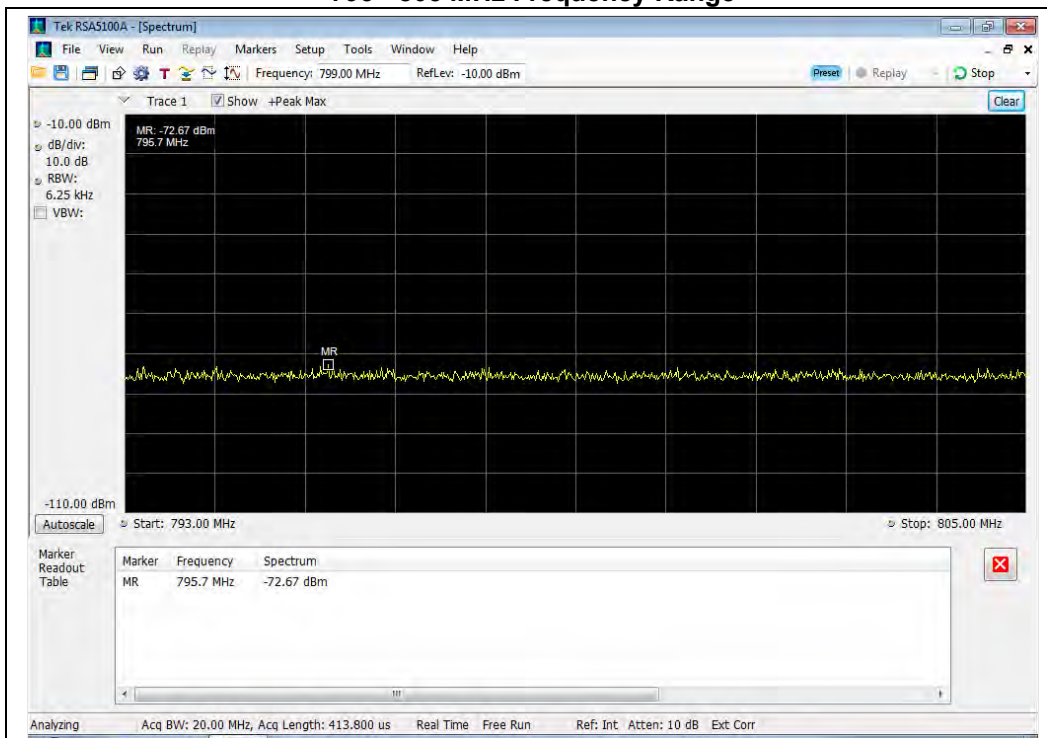 Tek RSA5100A - [Spectrum]
File View Run Replay Markers Setup Tools Window Help
T Frequency: 799.00 MHz RefLev: -10.00 dBm Preset Replay Stop
Trace 1 Show +Peak Max Clear
-10.00 dBm
dB/div:
10.0 dB
RBW:
6.25 kHz
VBW:
MR: -72.67 dBm
795.7 MHz
MR
-110.00 dBm
Autoscale Start: 793.00 MHz Stop: 805.00 MHz
Marker
Readout
Table
Marker Frequency Spectrum
MR 795.7 MHz -72.67 dBm
Analyzing Acq BW: 20.00 MHz, Acq Length: 413.800 us Real Time Free Run Ref: Int Atten: 10 dB Ext Corr